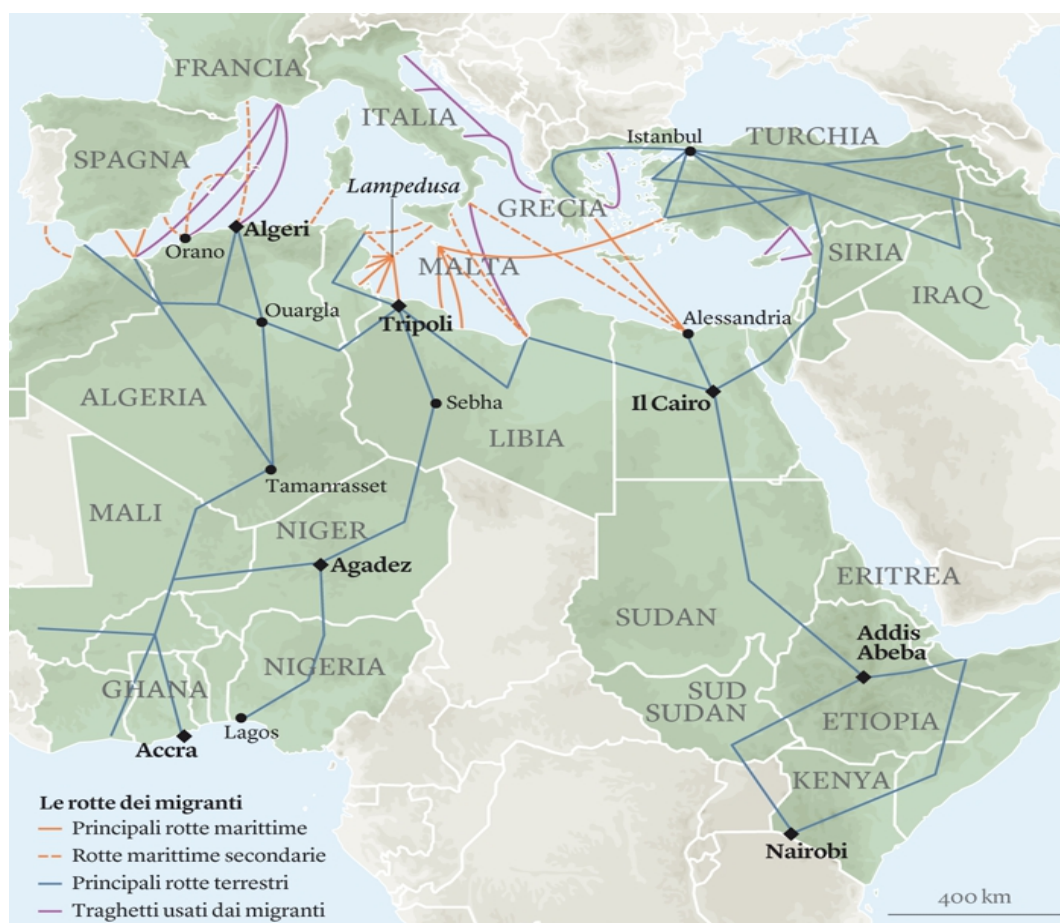 FRANCIA
ITALIA
Istanbul
TURCHIA
SPAGNA
Lampedusa
GRECIA
Algeri
Orano
MALTA
SIRIA
IRAQ
Ouargla
Tripoli
Alessandria
ALGERIA
Sebha
Il Cairo
LIBIA
Tamanrasset
MALI
NIGER
Agadez
ERITREA
SUDAN
Addis
Abeba
NIGERIA
GHANA
SUD
SUDAN
ETIOPIA
Lagos
Accra
KENYA
Le rotte dei migranti
Principali rotte marittime
Rotte marittime secondarie
Principali rotte terrestri
Traghetti usati dai migranti
Nairobi
400 km